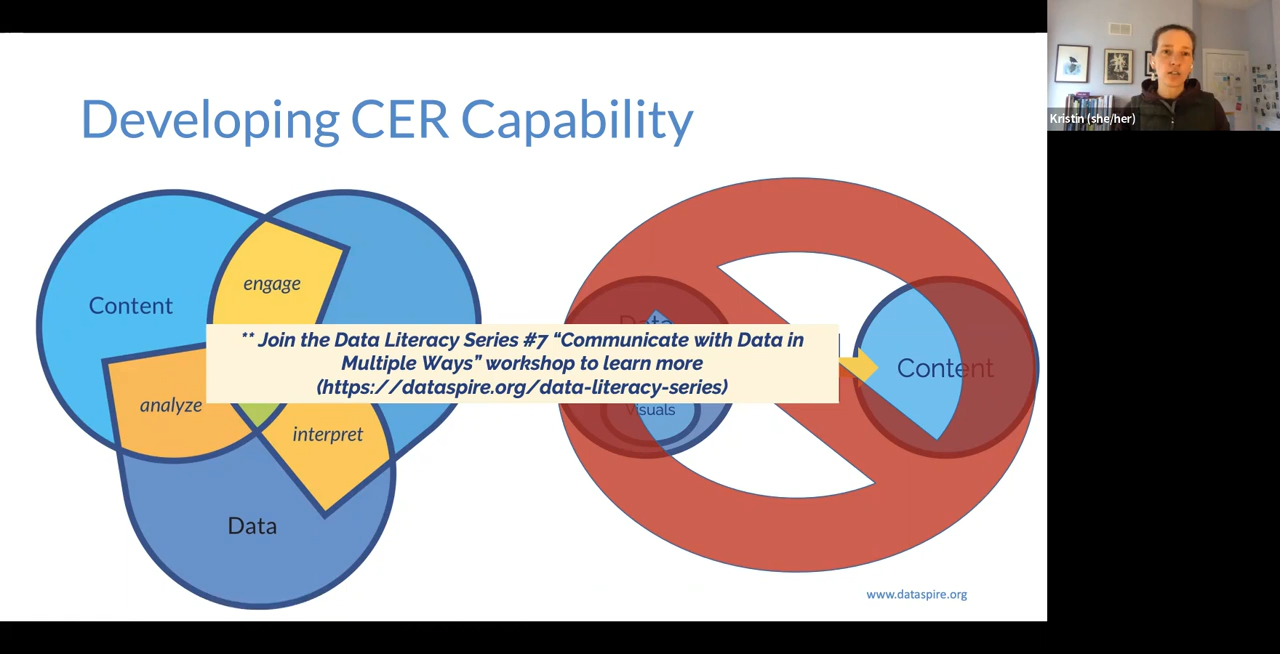 Developing CER Capability
Kristin (she/her)
engage
Content
Data
** Join the Data Literacy Series #7 “Communicate with Data in
Multiple Ways” workshop to learn more
(https://dataspire.org/data-literacy-series)
Content
analyze
Visuals
interpret
Data
www.dataspire.org